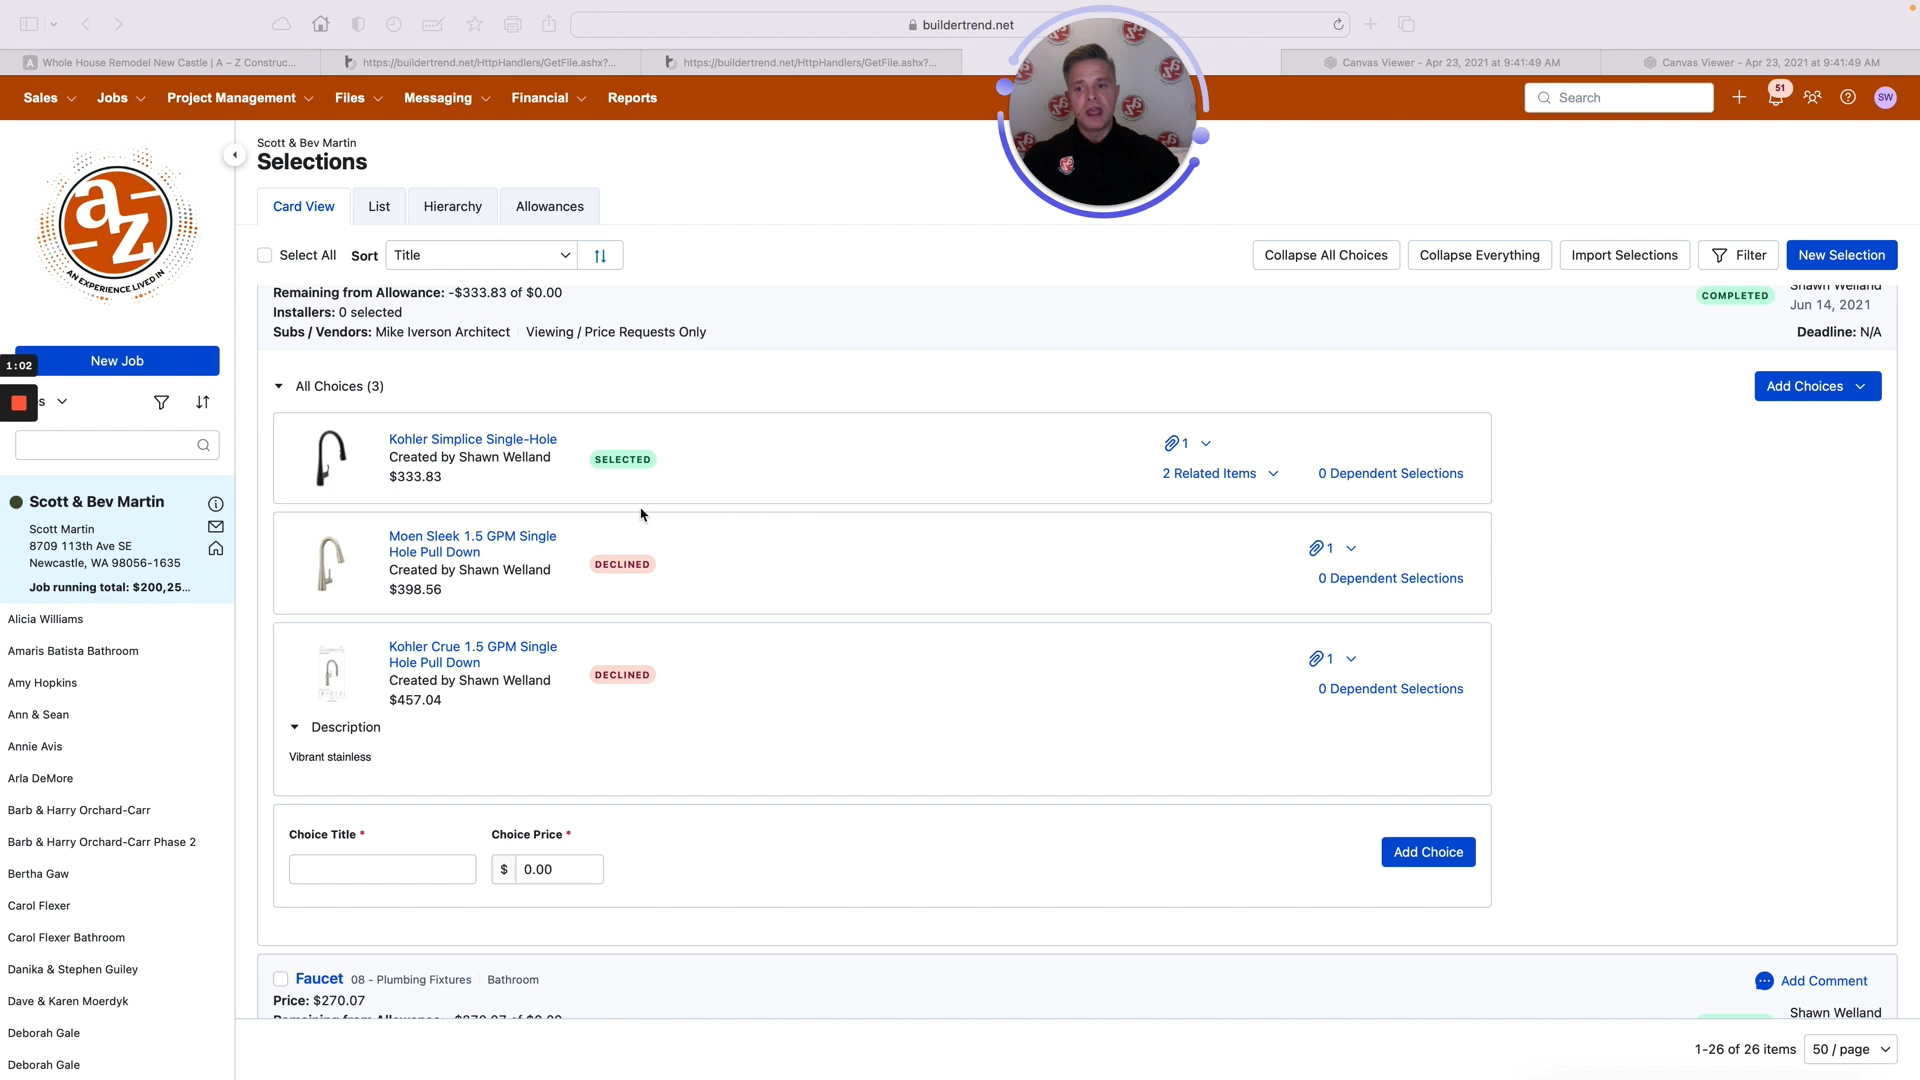 buildertrend.net
A Whole House Remodel New Castle | A – Z Construc...
https://buildertrend.net/HttpHandlers/GetFile.ashx?...
https://buildertrend.net/HttpHandlers/GetFile.ashx?...
Canvas Viewer - Apr 23, 2021 at 9:41:49 AM
Canvas Viewer - Apr 23, 2021 at 9:41:49 AM
Sales Jobs Project Management Files Messaging Financial Reports
Search
51
SW
Scott & Bev Martin
Selections
Card View List Hierarchy Allowances
Select All Sort Title
Collapse All Choices Collapse Everything Import Selections Filter New Selection
a-z
AN EXPERIENCE LIVED IN
New Job
1:02
s
Scott & Bev Martin
Scott Martin
8709 113th Ave SE
Newcastle, WA 98056-1635
Job running total: $200,25...
Alicia Williams
Amaris Batista Bathroom
Amy Hopkins
Ann & Sean
Annie Avis
Arla DeMore
Barb & Harry Orchard-Carr
Barb & Harry Orchard-Carr Phase 2
Bertha Gaw
Carol Flexer
Carol Flexer Bathroom
Danika & Stephen Guiley
Dave & Karen Moerdyk
Deborah Gale
Deborah Gale
Remaining from Allowance: -$333.83 of $0.00
Installers: 0 selected
Subs / Vendors: Mike Iverson Architect Viewing / Price Requests Only
COMPLETED
Shawn Welland
Jun 14, 2021
Deadline: N/A
All Choices (3)
Add Choices
Kohler Simplice Single-Hole
Created by Shawn Welland
$333.83
SELECTED
1
2 Related Items
0 Dependent Selections
Moen Sleek 1.5 GPM Single
Hole Pull Down
Created by Shawn Welland
$398.56
DECLINED
1
0 Dependent Selections
Kohler Crue 1.5 GPM Single
Hole Pull Down
Created by Shawn Welland
$457.04
DECLINED
1
0 Dependent Selections
Description
Vibrant stainless
Choice Title *
Choice Price *
$ 0.00
Add Choice
Faucet 08 - Plumbing Fixtures Bathroom
Price: $270.07
Remaining from Allowance: -$270.07 of $0.00
Add Comment
Shawn Welland
1-26 of 26 items
50 / page